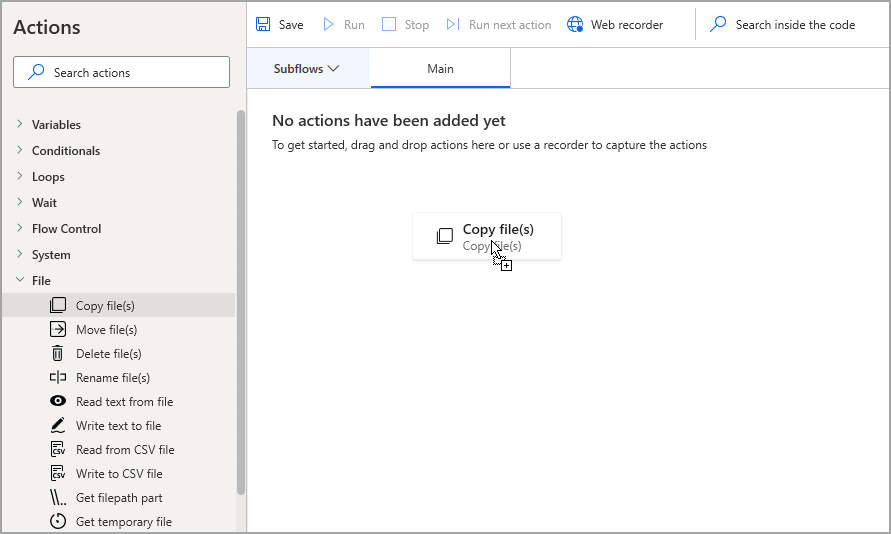 Actions
Search actions
Variables
Conditionals
Loops
Wait
Flow Control
System
File
Copy file(s)
Move file(s)
Delete file(s)
Rename file(s)
Read text from file
Write text to file
Read from CSV file
Write to CSV file
Get filepath part
Get temporary file
Save Run Stop Run next action Web recorder Search inside the code
Subflows Main
No actions have been added yet
To get started, drag and drop actions here or use a recorder to capture the actions
Copy file(s)
Copy file(s)